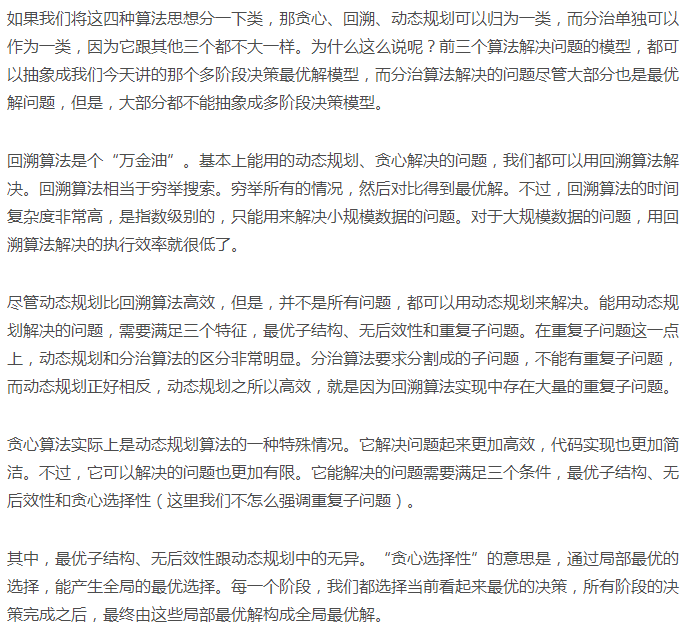 如果我们将这四种算法思想分一下类，那贪心、回溯、动态规划可以归为一类，而分治单独可以
作为一类，因为它跟其他三个都不大一样。为什么这么说呢？前三个算法解决问题的模型，都可
以抽象成我们今天讲的那个多阶段决策最优解模型，而分治算法解决的问题尽管大部分也是最优
解问题，但是，大部分都不能抽象成多阶段决策模型。
回溯算法是个“万金油”。基本上能用的动态规划、贪心解决的问题，我们都可以用回溯算法解
决。回溯算法相当于穷举搜索。穷举所有的情况，然后对比得到最优解。不过，回溯算法的时间
复杂度非常高，是指数级别的，只能用来解决小规模数据的问题。对于大规模数据的问题，用回
溯算法解决的执行效率就很低了。
尽管动态规划比回溯算法高效，但是，并不是所有问题，都可以用动态规划来解决。能用动态规
划解决的问题，需要满足三个特征，最优子结构、无后效性和重复子问题。在重复子问题这一点
上，动态规划和分治算法的区分非常明显。分治算法要求分割成的子问题，不能有重复子问题，
而动态规划正好相反，动态规划之所以高效，就是因为回溯算法实现中存在大量的重复子问题。
贪心算法实际上是动态规划算法的一种特殊情况。它解决问题起来更加高效，代码实现也更加简
洁。不过，它可以解决的问题也更加有限。它能解决的问题需要满足三个条件，最优子结构、无
后效性和贪心选择性（这里我们不怎么强调重复子问题）。
其中，最优子结构、无后效性跟动态规划中的无异。“贪心选择性”的意思是，通过局部最优的
选择，能产生全局的最优选择。每一个阶段，我们都选择当前看起来最优的决策，所有阶段的决
策完成之后，最终由这些局部最优解构成全局最优解。